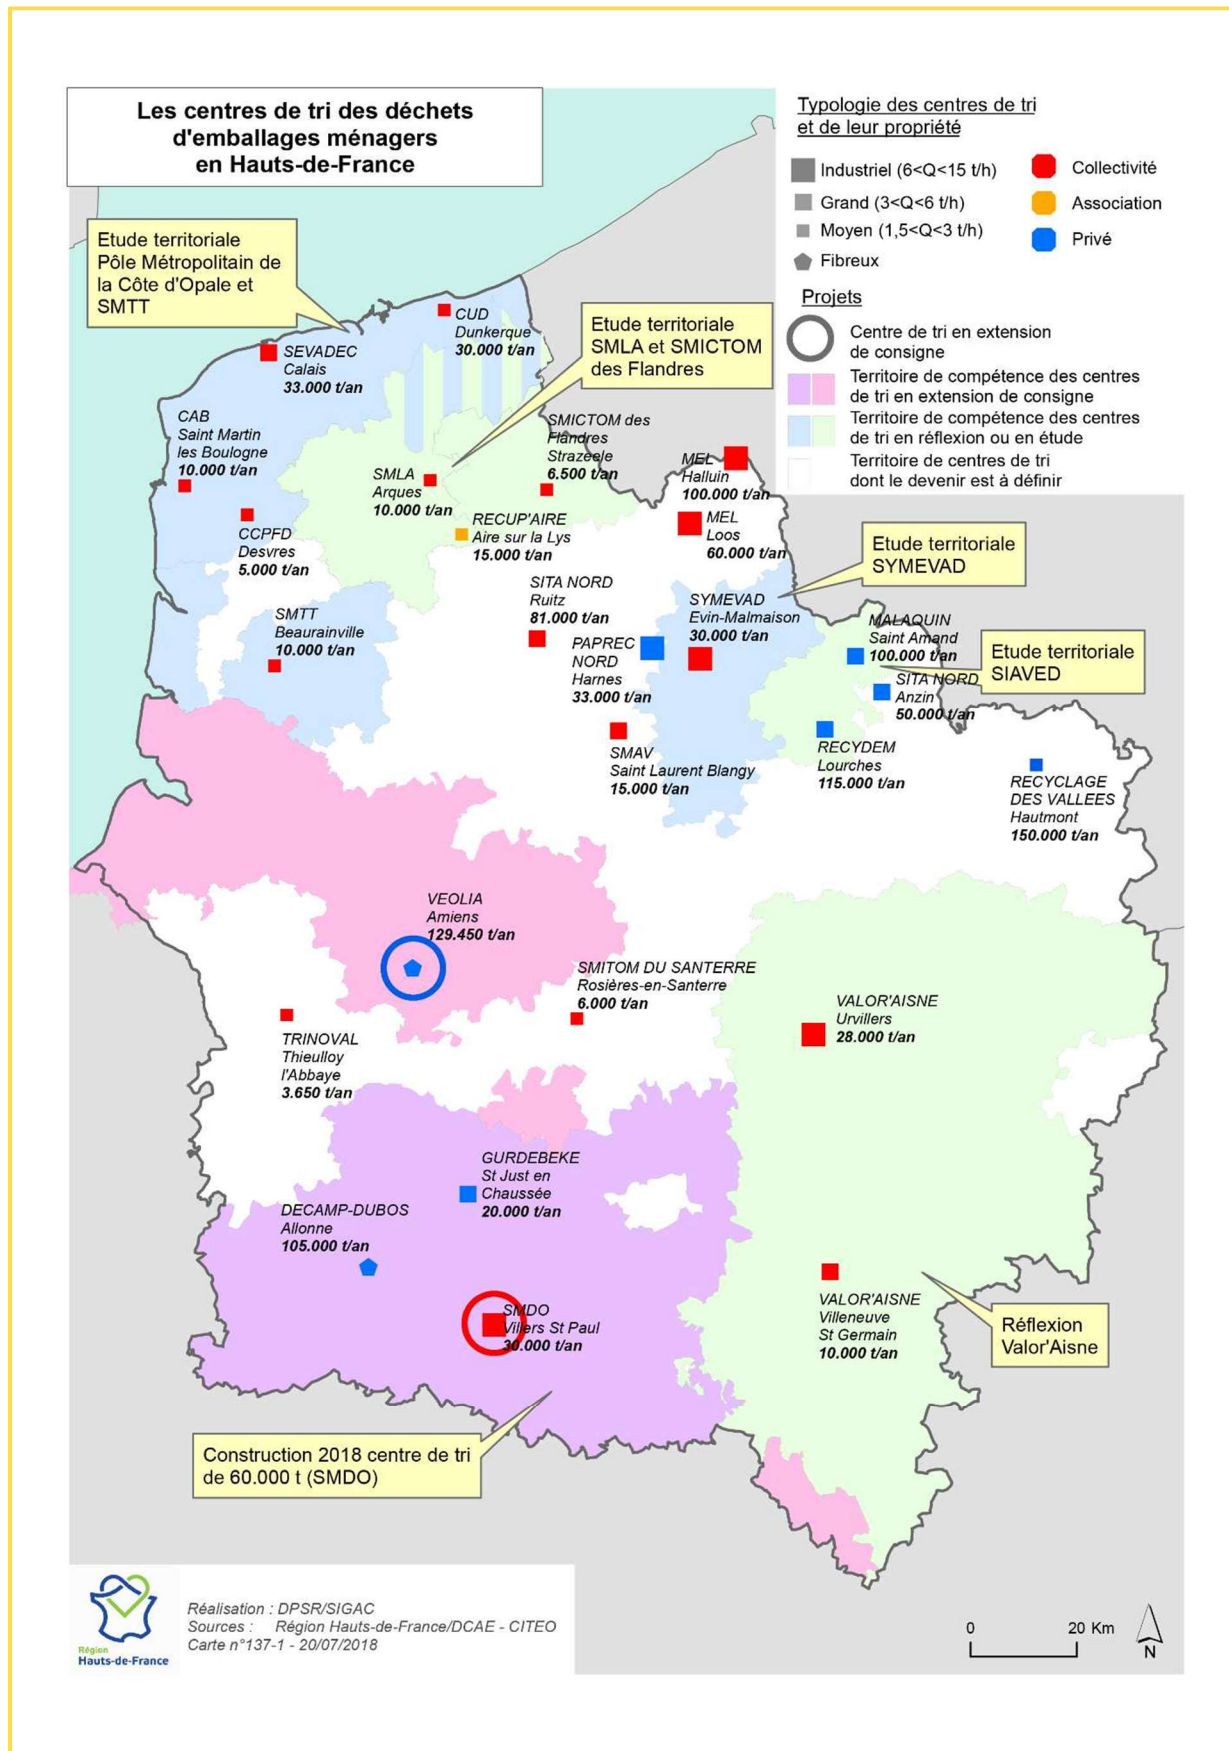 Les centres de tri des déchets
d'emballages ménagers
en Hauts-de-France
Typologie des centres de tri
et de leur propriété
Industriel (6<Q<15 t/h)
Grand (3<Q<6 t/h)
Moyen (1,5<Q<3 t/h)
Fibreux
Collectivité
Association
Privé
Projets
Centre de tri en extension
de consigne
Territoire de compétence des centres
de tri en extension de consigne
Territoire de compétence des centres
de tri en réflexion ou en étude
Territoire de centres de tri
dont le devenir est à définir
Etude territoriale
Pôle Métropolitain de
la Côte d'Opale et
SMTT
Etude territoriale
SMLA et SMICTOM
des Flandres
CUD
Dunkerque
30.000 t/an
SEVADEC
Calais
33.000 t/an
CAB
Saint Martin
les Boulogne
10.000 t/an
SMICTOM des
Flandres
Strazeele
6.500 t/an
SMLA
Arques
10.000 t/an
MEL
Halluin
100.000 t/an
MEL
Loos
60.000 t/an
RECUP'AIRE
Aire sur la Lys
15.000 t/an
CCPFD
Desvres
5.000 t/an
Etude territoriale
SYMEVAD
SITA NORD
Ruitz
81.000 t/an
SYMEVAD
Evin-Malmaison
30.000 t/an
SMTT
Beaurainville
10.000 t/an
PAPREC
NORD
Harnes
33.000 t/an
MALAQUIN
Saint Amand
100.000 t/an
Etude territoriale
SIAVED
SITA NORD
Anzin
50.000 t/an
SMAV
Saint Laurent Blangy
15.000 t/an
RECYDEM
Lourches
115.000 t/an
RECYCLAGE
DES VALLEES
Hautmont
150.000 t/an
VEOLIA
Amiens
129.450 t/an
SMITOM DU SANTERRE
Rosières-en-Santerre
6.000 t/an
VALOR'AISNE
Urvillers
28.000 t/an
TRINOVAL
Thieulloy
l'Abbaye
3.650 t/an
GURDEBEKE
St Just en
Chaussée
20.000 t/an
DECAMP-DUBOS
Allonne
105.000 t/an
SMDO
Villers St Paul
30.000 t/an
VALOR'AISNE
Villeneuve
St Germain
10.000 t/an
Réflexion
Valor'Aisne
Construction 2018 centre de tri
de 60.000 t (SMDO)
Région
Hauts-de-France
Réalisation : DPSR/SIGAC
Sources : Région Hauts-de-France/DCAE - CITEO
Carte n°137-1 - 20/07/2018
0 20 Km
N